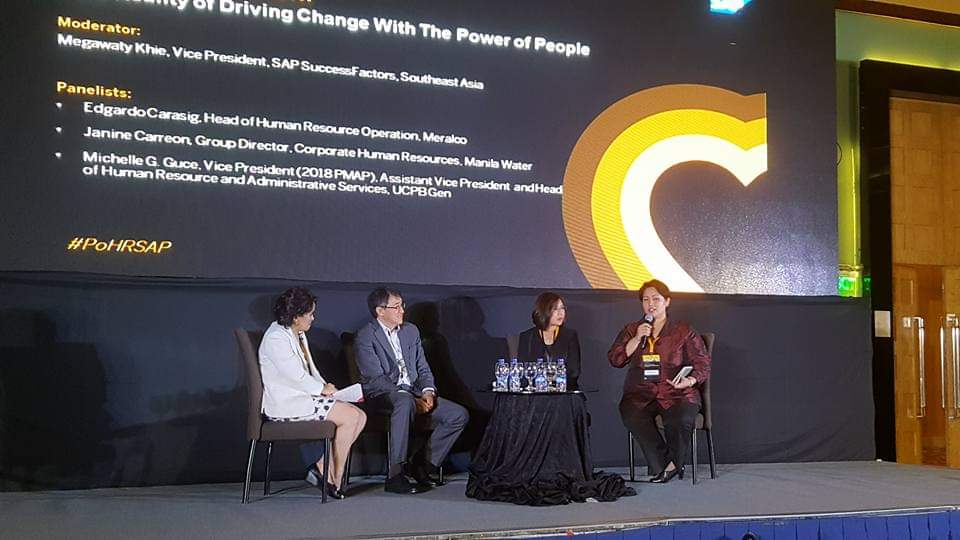 of Driving Change With The Power of People
Moderator:
Megawaty Khie, Vice President, SAP SuccessFactors, Southeast Asia
Panelists:
• Edgardo Carasig, Head of Human Resource Operation, Meralco
• Janine Carreon, Group Director, Corporate Human Resources, Manila Water
• Michelle G. Guce, Vice President (2018 PMAP), Assistant Vice President and Head
of Human Resource and Administrative Services, UCPB Gen
#PoHRSAP